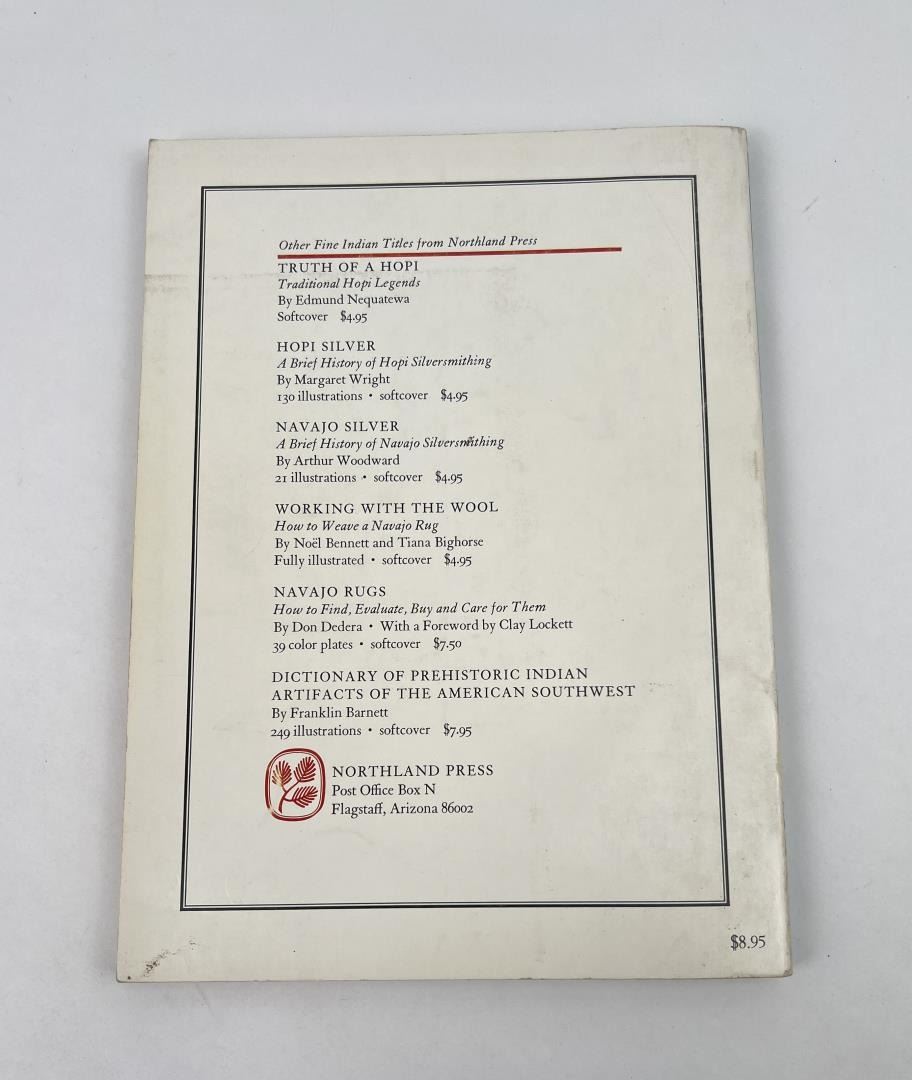 Other Fine Indian Titles from Northland Press
TRUTH OF A HOPI
Traditional Hopi Legends
By Edmund Nequatewa
Softcover $4.95
HOPI SILVER
A Brief History of Hopi Silversmithing
By Margaret Wright
130 illustrations • softcover $4.95
NAVAJO SILVER
A Brief History of Navajo Silversmithing
By Arthur Woodward
21 illustrations • softcover $4.95
WORKING WITH THE WOOL
How to Weave a Navajo Rug
By Noël Bennett and Tiana Bighorse
Fully illustrated • softcover $4.95
NAVAJO RUGS
How to Find, Evaluate, Buy and Care for Them
By Don Dedera • With a Foreword by Clay Lockett
39 color plates • softcover $7.50
DICTIONARY OF PREHISTORIC INDIAN
ARTIFACTS OF THE AMERICAN SOUTHWEST
By Franklin Barnett
249 illustrations • softcover $7.95
NORTHLAND PRESS
Post Office Box N
Flagstaff, Arizona 86002
$8.95